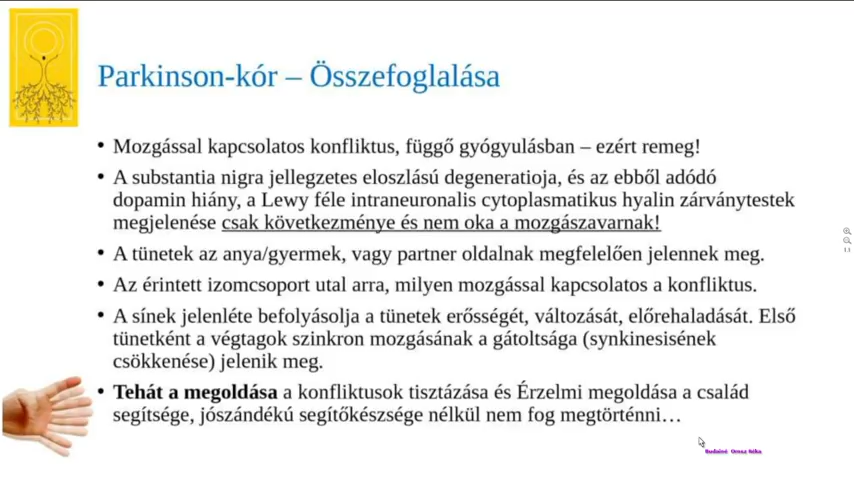 Parkinson-kór – Összefoglalása
• Mozgással kapcsolatos konfliktus, függő gyógyulásban – ezért remeg!
• A substantia nigra jellegzetes eloszlású degeneratioja, és az ebből adódó
dopamin hiány, a Lewy féle intraneuronalis cytoplasmatikus hyalin zárványtestek
megjelenése csak következménye és nem oka a mozgászavarnak!
• A tünetek az anya/gyermek, vagy partner oldalnak megfelelően jelennek meg.
• Az érintett izomcsoport utal arra, milyen mozgással kapcsolatos a konfliktus.
• A sínek jelenléte befolyásolja a tünetek erősségét, változását, előrehaladását. Első
tünetként a végtagok szinkron mozgásának a gátoltsága (synkinesisének
csökkenése) jelenik meg.
• Tehát a megoldása a konfliktusok tisztázása és Érzelmi megoldása a család
segítsége, jószándékú segítőkészsége nélkül nem fog megtörténni…